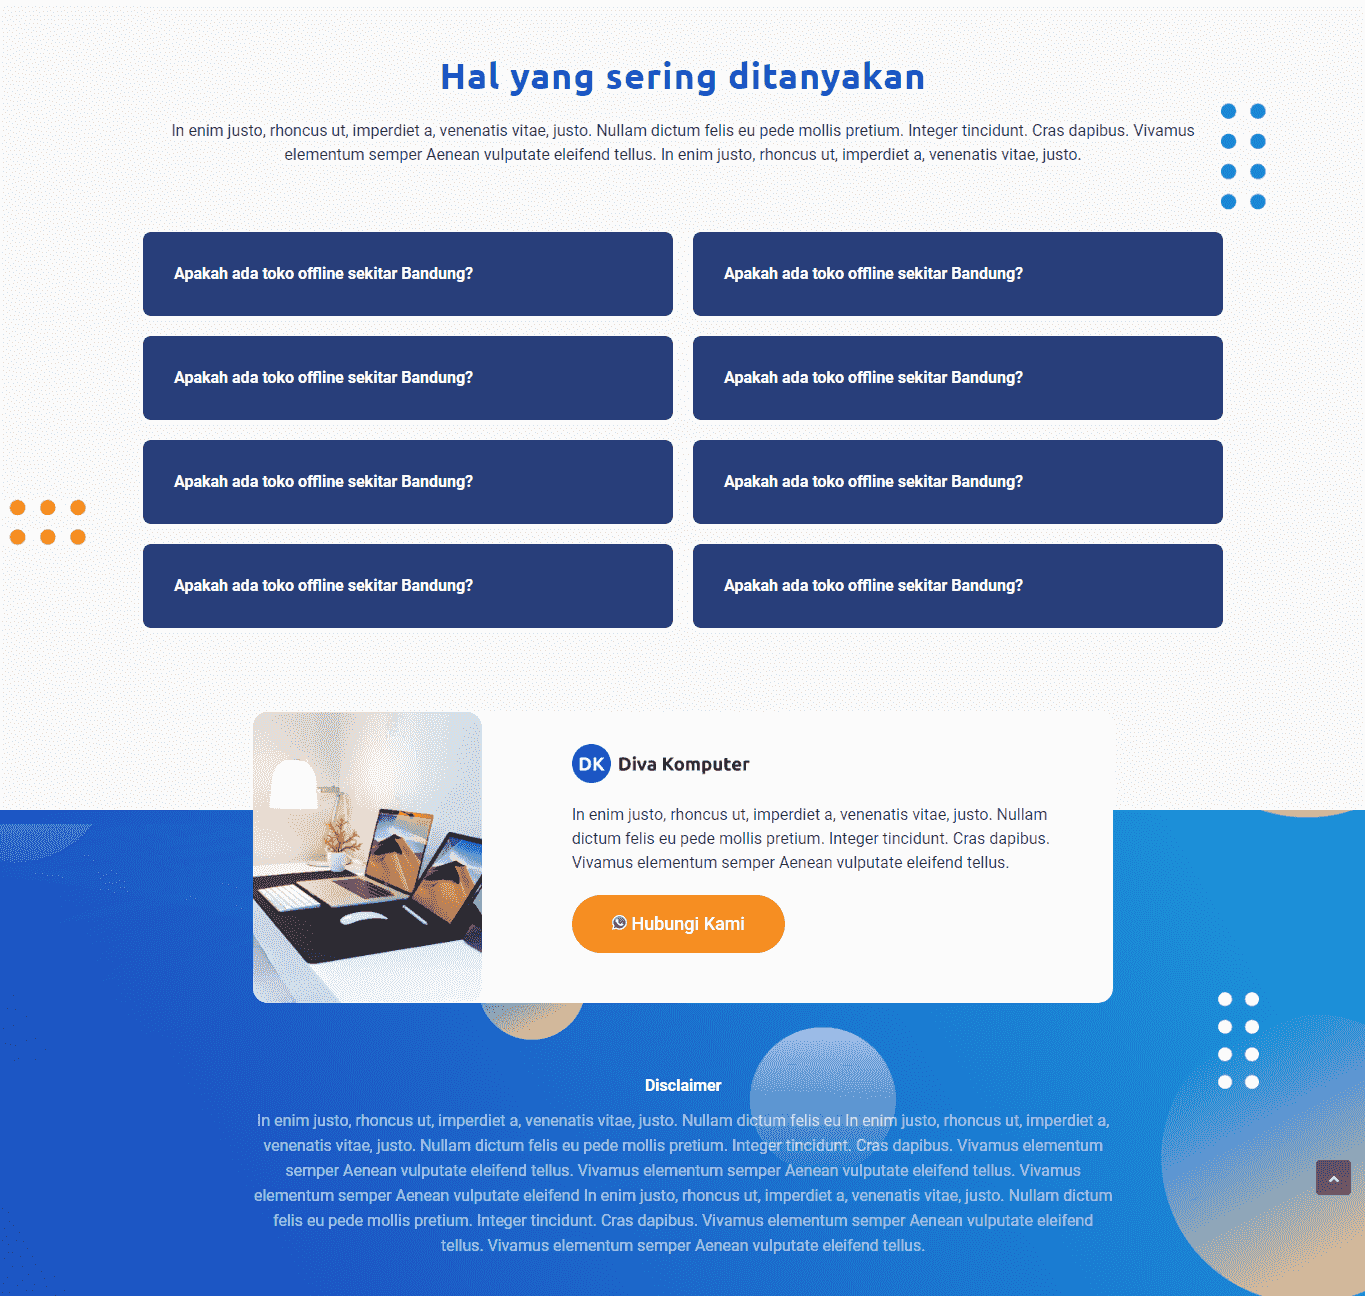 Hal yang sering ditanyakan
In enim justo, rhoncus ut, imperdiet a, venenatis vitae, justo. Nullam dictum felis eu pede mollis pretium. Integer tincidunt. Cras dapibus. Vivamus
elementum semper Aenean vulputate eleifend tellus. In enim justo, rhoncus ut, imperdiet a, venenatis vitae, justo.
Apakah ada toko offline sekitar Bandung?
Apakah ada toko offline sekitar Bandung?
Apakah ada toko offline sekitar Bandung?
Apakah ada toko offline sekitar Bandung?
Apakah ada toko offline sekitar Bandung?
Apakah ada toko offline sekitar Bandung?
Apakah ada toko offline sekitar Bandung?
Apakah ada toko offline sekitar Bandung?
DK Diva Komputer
In enim justo, rhoncus ut, imperdiet a, venenatis vitae, justo. Nullam
dictum felis eu pede mollis pretium. Integer tincidunt. Cras dapibus.
Vivamus elementum semper Aenean vulputate eleifend tellus.
Hubungi Kami
Disclaimer
In enim justo, rhoncus ut, imperdiet a, venenatis vitae, justo. Nullam dictum felis eu In enim justo, rhoncus ut, imperdiet a,
venenatis vitae, justo. Nullam dictum felis eu pede mollis pretium. Integer tincidunt. Cras dapibus. Vivamus elementum
semper Aenean vulputate eleifend tellus. Vivamus elementum semper Aenean vulputate eleifend tellus. Vivamus
elementum semper Aenean vulputate eleifend In enim justo, rhoncus ut, imperdiet a, venenatis vitae, justo. Nullam dictum
felis eu pede mollis pretium. Integer tincidunt. Cras dapibus. Vivamus elementum semper Aenean vulputate eleifend
tellus. Vivamus elementum semper Aenean vulputate eleifend tellus.